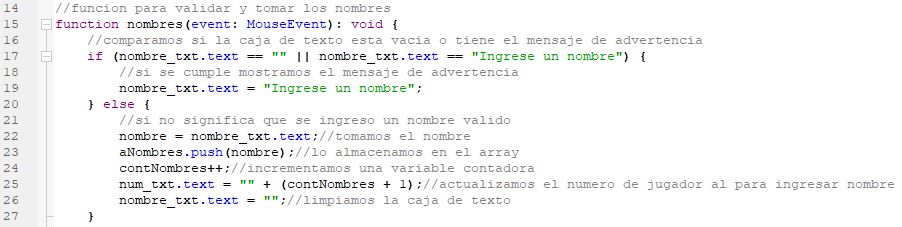 14 //funcion para validar y tomar los nombres
15 function nombres(event: MouseEvent): void {
16 //comparamos si la caja de texto esta vacia o tiene el mensaje de advertencia
17 if (nombre_txt.text == "" || nombre_txt.text == "Ingrese un nombre") {
18 //si se cumple mostramos el mensaje de advertencia
19 nombre_txt.text = "Ingrese un nombre";
20 } else {
21 //si no significa que se ingreso un nombre valido
22 nombre = nombre_txt.text;//tomamos el nombre
23 aNombres.push(nombre);//lo almacenamos en el array
24 contNombres++;//incrementamos una variable contadora
25 num_txt.text = "" + (contNombres + 1);//actualizamos el numero de jugador al para ingresar nombre
26 nombre_txt.text = "";//limpiamos la caja de texto
27 }